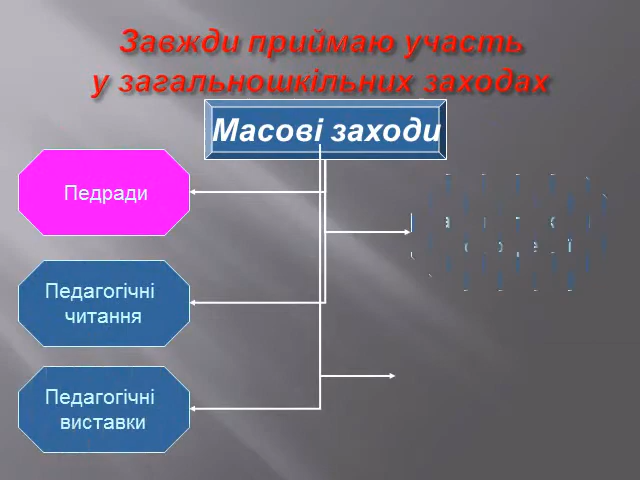 Завжди приймаю участь
у загальношкільних заходах
Масові заходи
Педради
Педагогічні
читання
Педагогічні
виставки